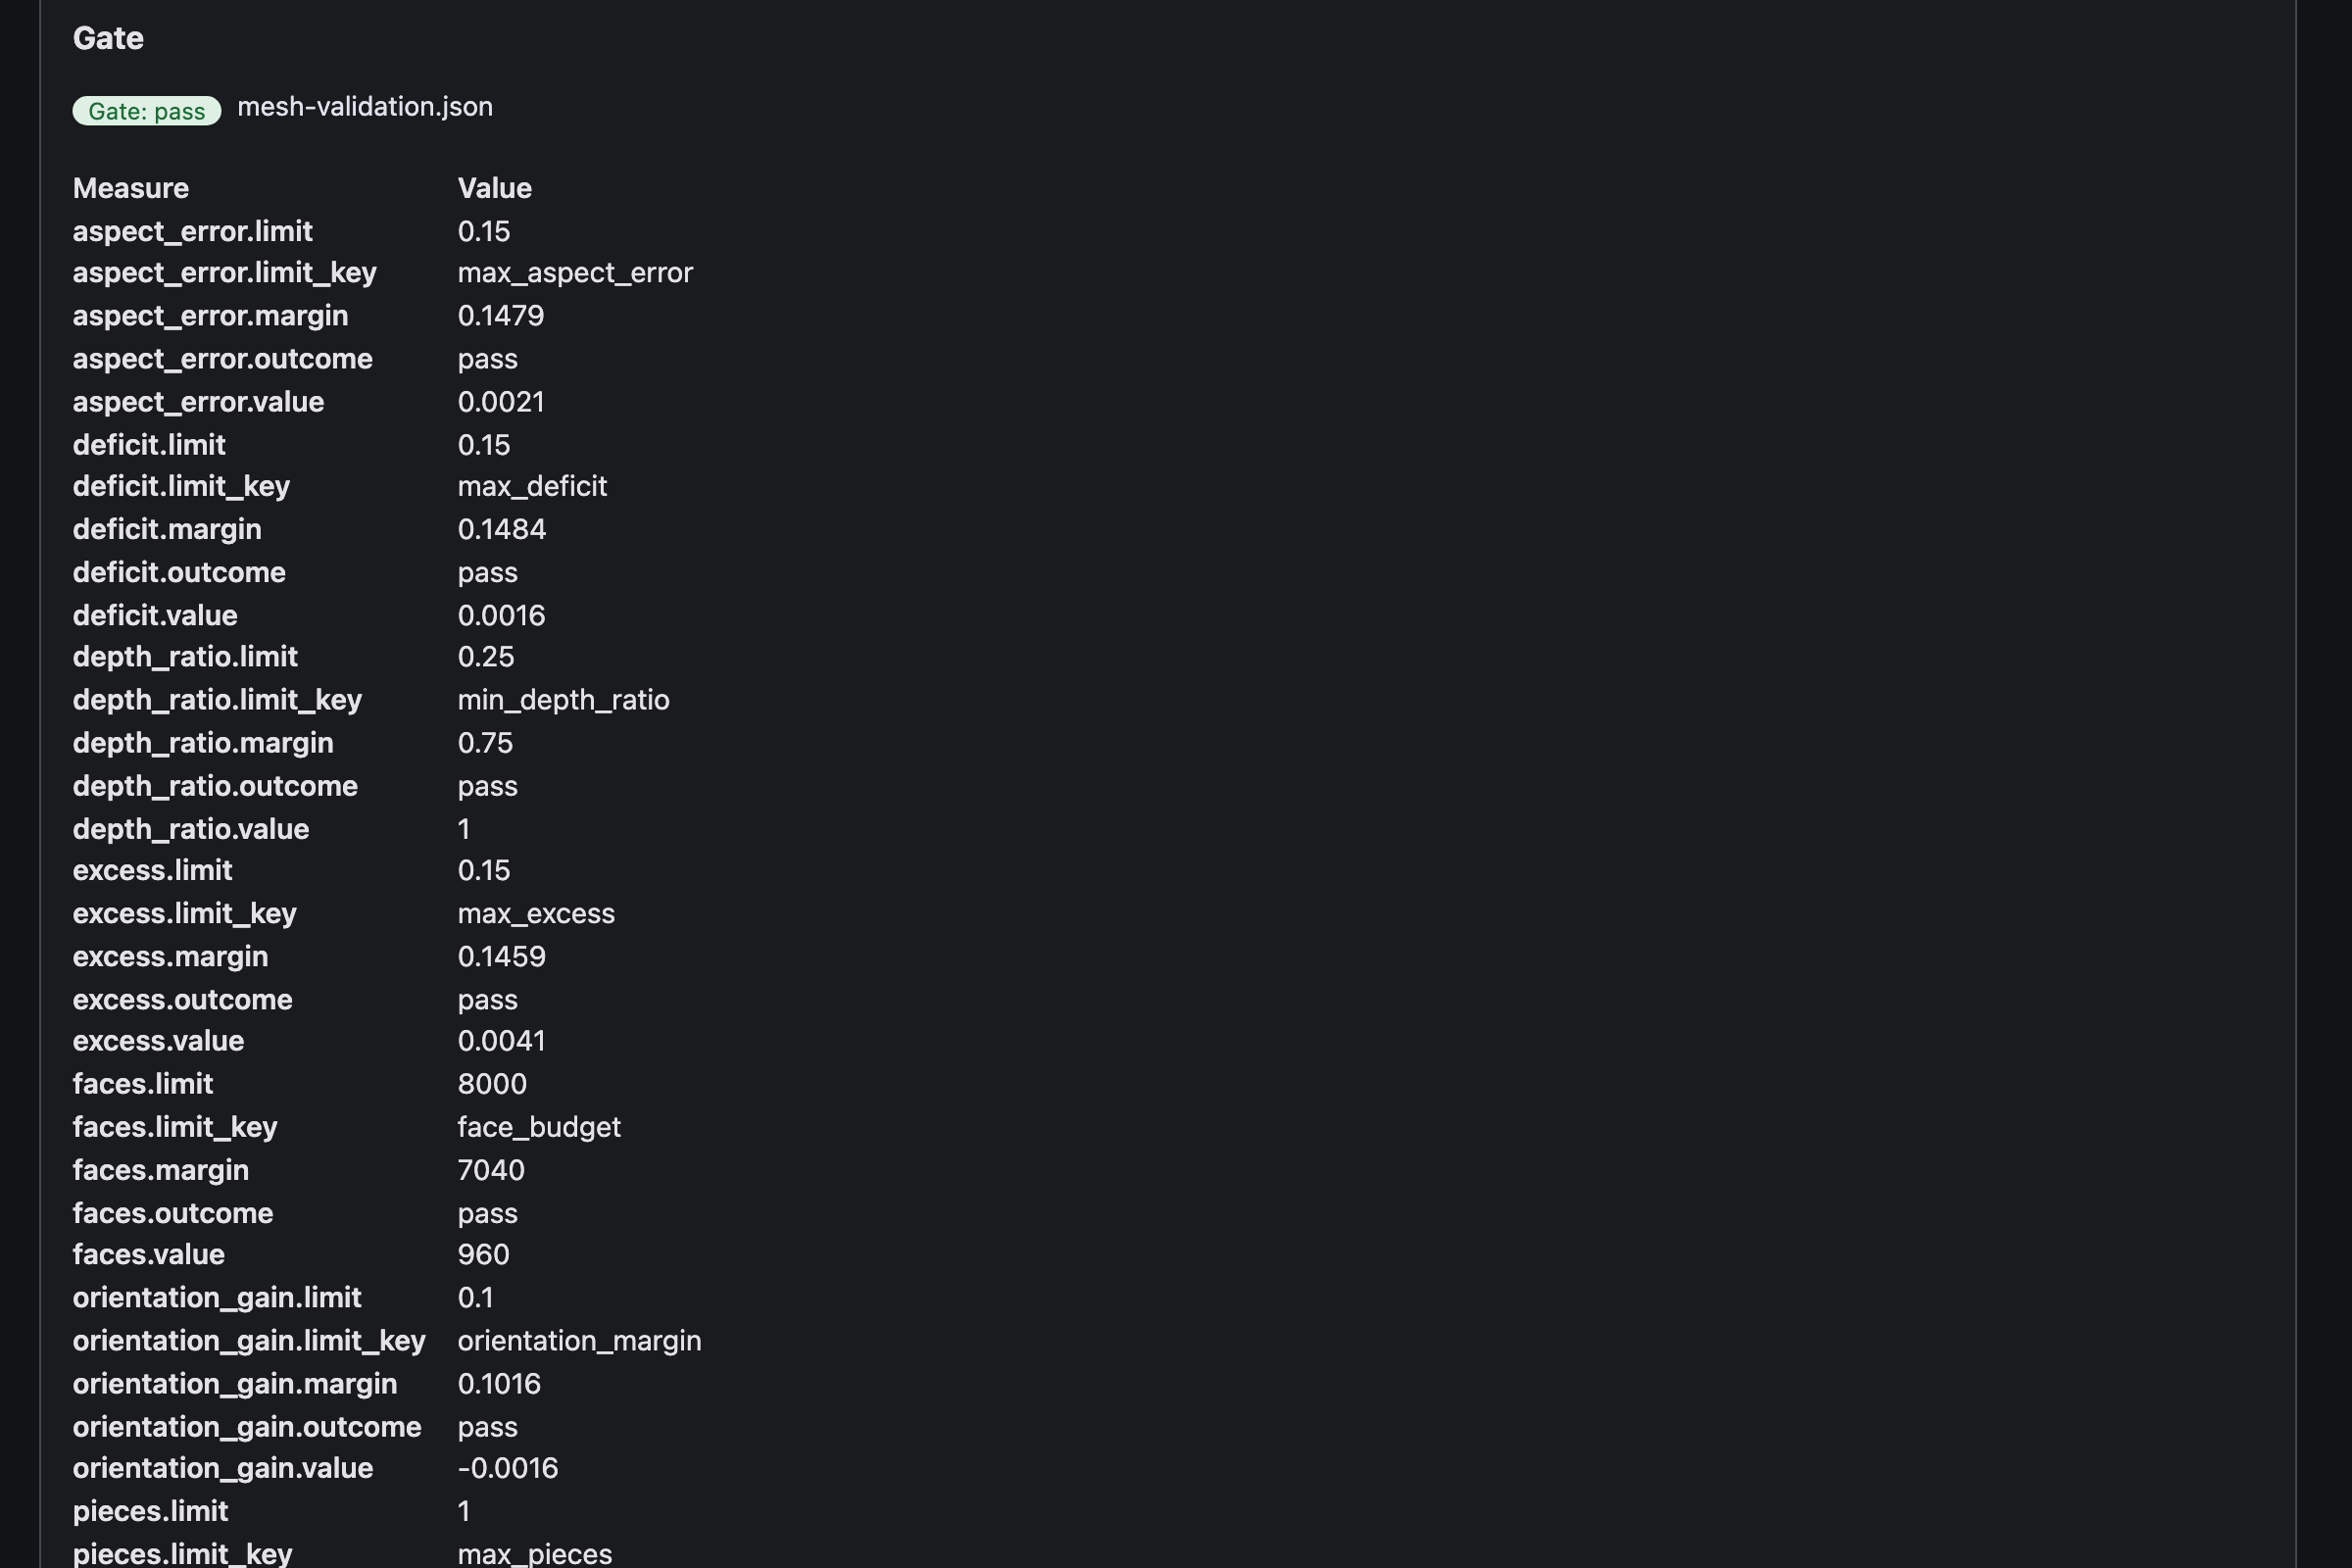 Gate
Gate: pass mesh-validation.json
Measure Value
aspect_error.limit 0.15
aspect_error.limit_key max_aspect_error
aspect_error.margin 0.1479
aspect_error.outcome pass
aspect_error.value 0.0021
deficit.limit 0.15
deficit.limit_key max_deficit
deficit.margin 0.1484
deficit.outcome pass
deficit.value 0.0016
depth_ratio.limit 0.25
depth_ratio.limit_key min_depth_ratio
depth_ratio.margin 0.75
depth_ratio.outcome pass
depth_ratio.value 1
excess.limit 0.15
excess.limit_key max_excess
excess.margin 0.1459
excess.outcome pass
excess.value 0.0041
faces.limit 8000
faces.limit_key face_budget
faces.margin 7040
faces.outcome pass
faces.value 960
orientation_gain.limit 0.1
orientation_gain.limit_key orientation_margin
orientation_gain.margin 0.1016
orientation_gain.outcome pass
orientation_gain.value -0.0016
pieces.limit 1
pieces.limit_key max_pieces